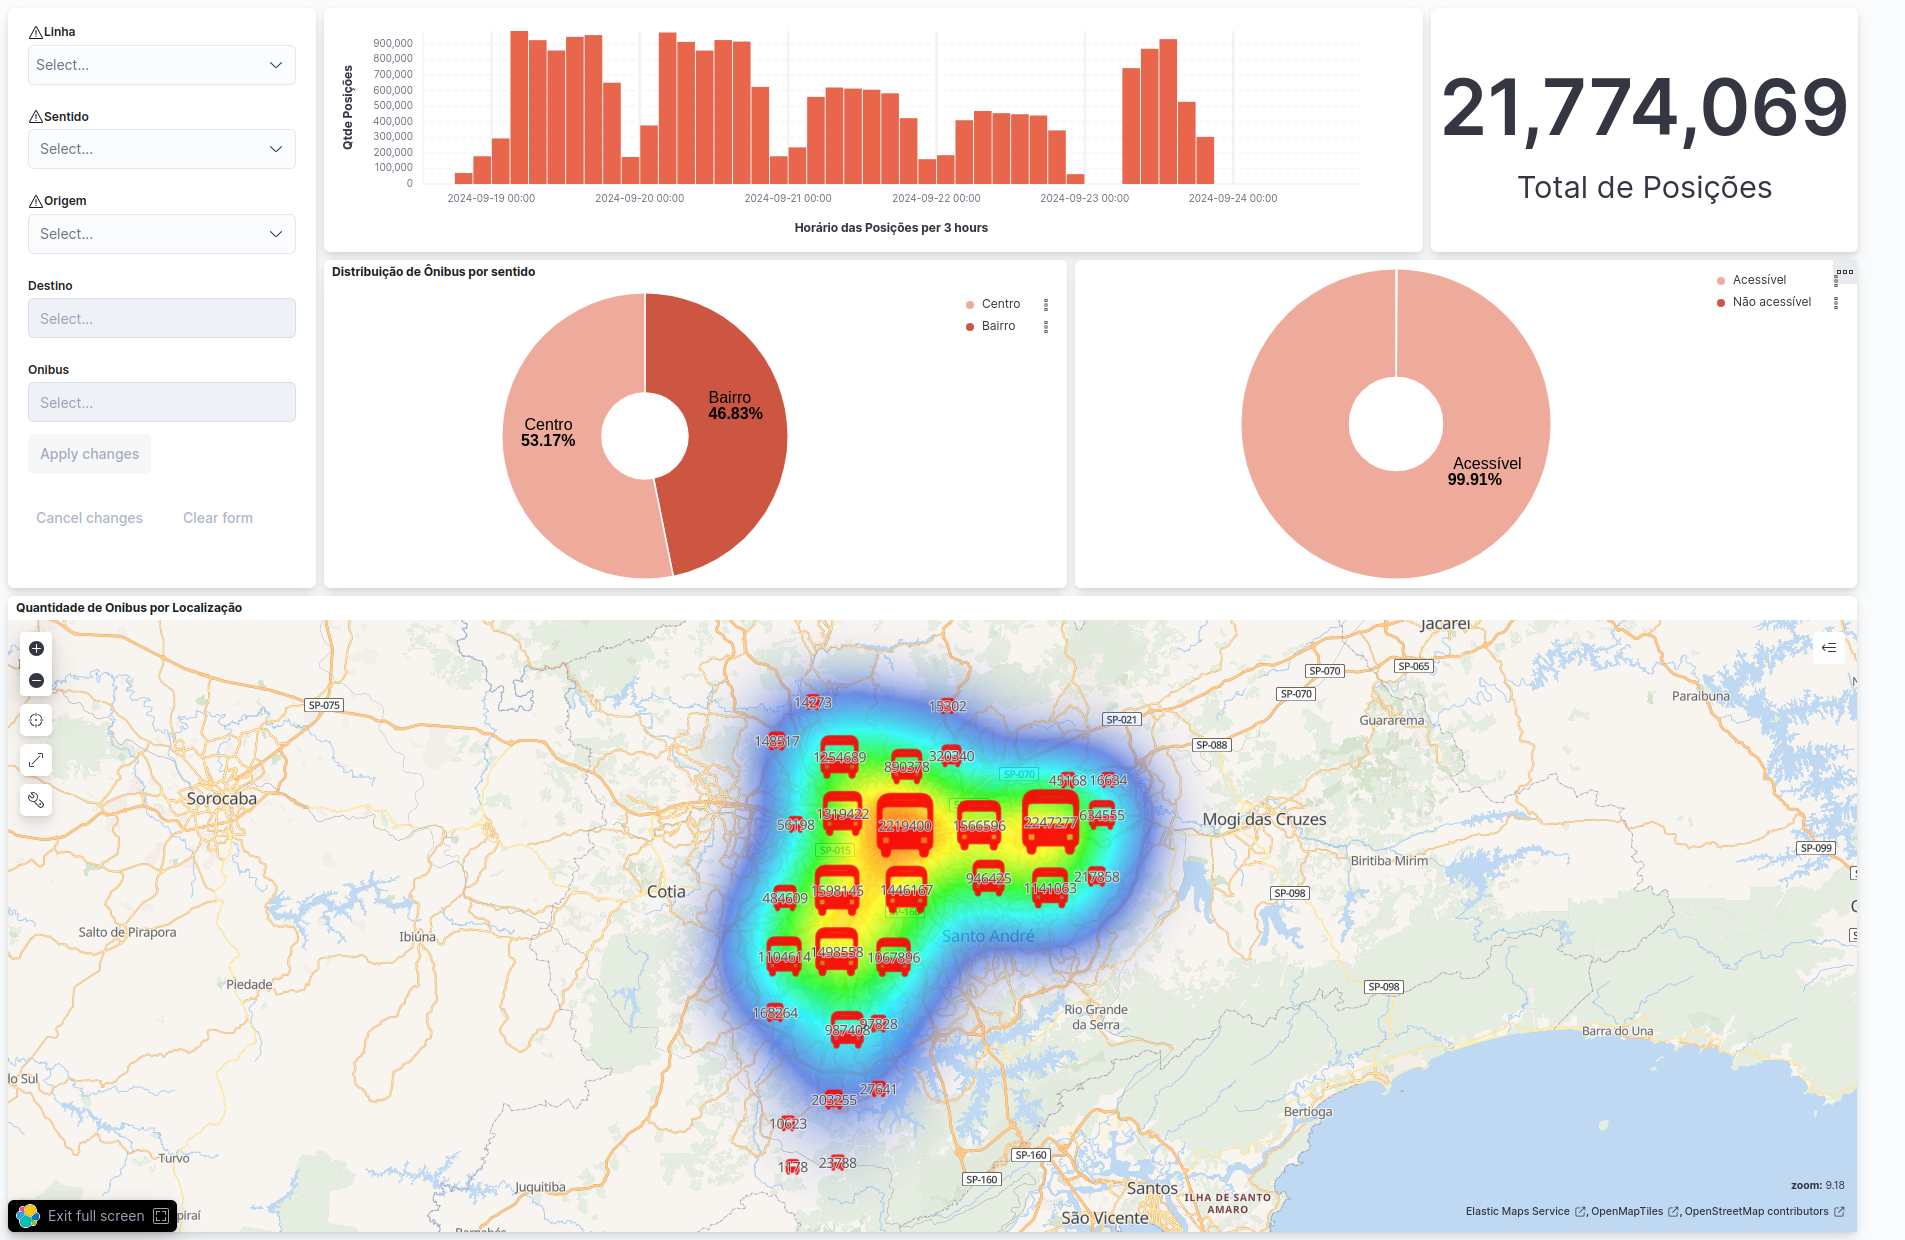 Linha
Select...
Sentido
Select...
Origem
Select...
Destino
Select...
Onibus
Select...
Apply changes
Cancel changes
Clear form
Qtde Posições
900,000
800,000
700,000
600,000
500,000
400,000
300,000
200,000
100,000
0
2024-09-19 00:00
2024-09-20 00:00
2024-09-21 00:00
2024-09-22 00:00
2024-09-23 00:00
2024-09-24 00:00
Horário das Posições per 3 hours
21,774,069
Total de Posições
Distribuição de Ônibus por sentido
Centro
Bairro
Bairro
46.83%
Centro
53.17%
Acessível
Não acessível
Acessível
99.91%
Quantidade de Onibus por Localização
Jacareí
SP-070
SP-065
SP-070
Paraibuna
SP-075
14273
15302
SP-021
Guararema
148517
SP-088
1254689
890378
320340
SP-070
45168
16634
Sorocaba
56198
1319422
2219400
1566596
2247277
634555
Mogi das Cruzes
SP-015
SP-099
Biritiba Mirim
Cotia
484609
1598145
1446167
946425
1141063
217858
SP-098
SP-160
Salto de Pirapora
Ibiúna
Santo André
1104614
1498558
1067896
Piedade
SP-098
168264
987408
97828
Rio Grande
da Serra
Barra do Una
do Sul
203255
27641
10623
Bertioga
1178
23788
Turvo
SP-160
SP-160
Juquitiba
Santos
ILHA DE SANTO
AMARO
São Vicente
zoom: 9.18
Exit full screen
piraí
Elastic Maps Service , OpenMapTiles , OpenStreetMap contributors